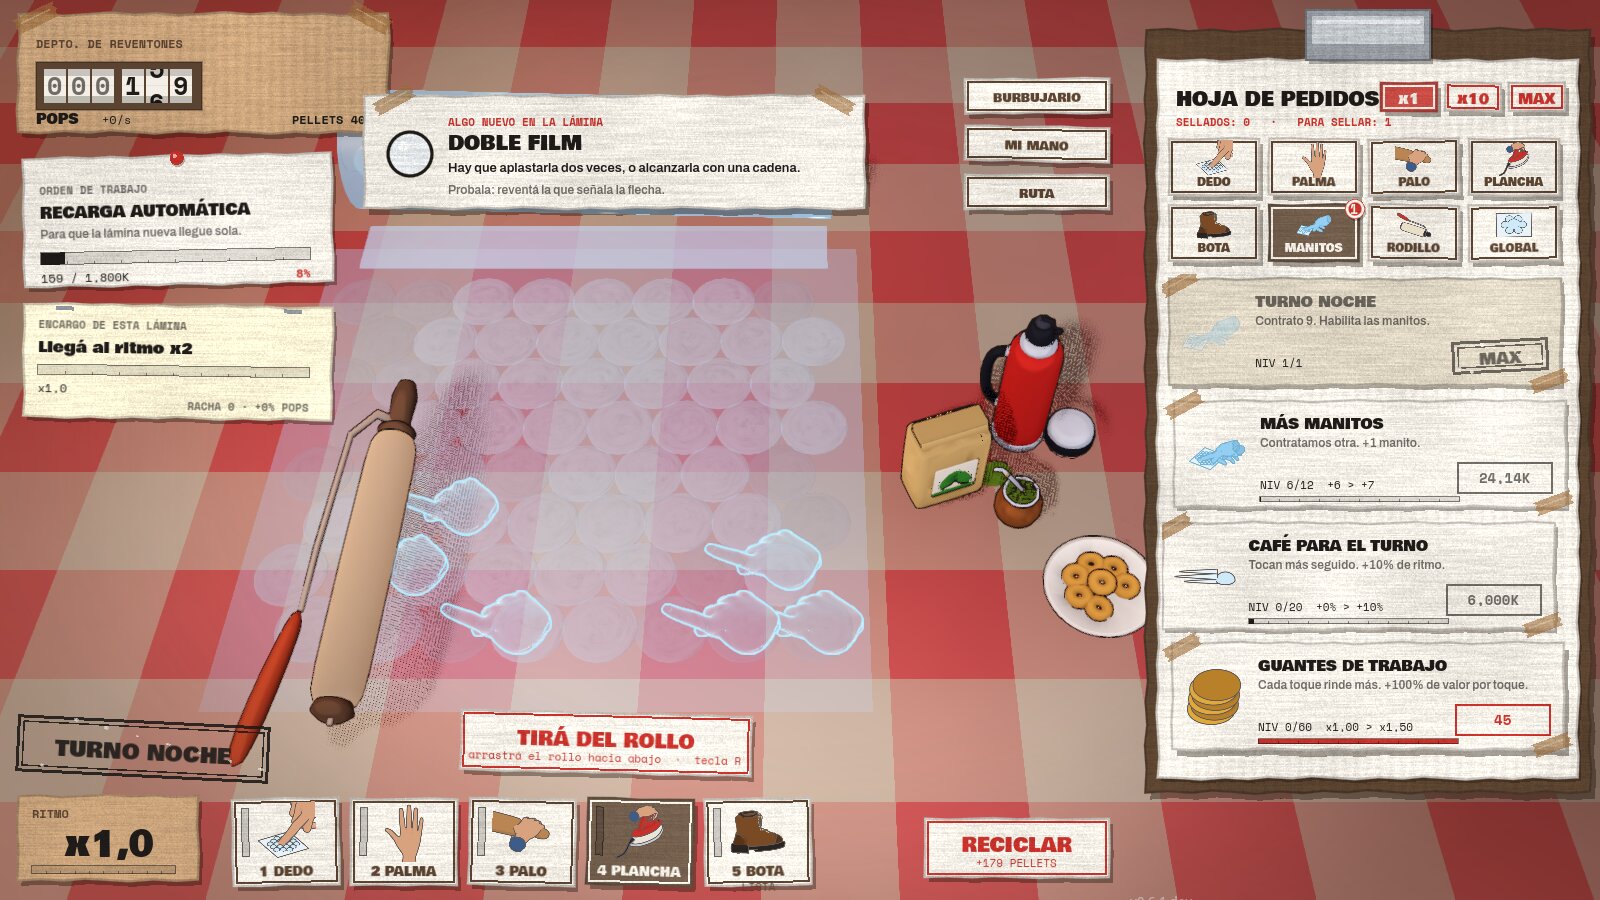 DEPTO. DE REVENTONES
POPS +0/s PELLETS 40
ORDEN DE TRABAJO
RECARGA AUTOMÁTICA
Para que la lámina nueva llegue sola.
159 / 1.800K 8%
ENCARGO DE ESTA LÁMINA
Llegá al ritmo x2
x1,0
RACHA 0 · +0% POPS
ALGO NUEVO EN LA LÁMINA
DOBLE FILM
Hay que aplastarla dos veces, o alcanzarla con una cadena.
Probala: reventá la que señala la flecha.
BURBUJARIO
MI MANO
RUTA
HOJA DE PEDIDOS x1 x10 MAX
SELLADOS: 0 · PARA SELLAR: 1
DEDO PALMA PALO PLANCHA
1
BOTA MANITOS RODILLO GLOBAL
TURNO NOCHE
Contrato 9. Habilita las manitos.
NIV 1/1 MAX
MÁS MANITOS
Contratamos otra. +1 manito.
NIV 6/12 +6 > +7 24,14K
CAFÉ PARA EL TURNO
Tocan más seguido. +10% de ritmo.
NIV 0/20 +0% > +10% 6,000K
GUANTES DE TRABAJO
Cada toque rinde más. +100% de valor por toque.
NIV 0/60 x1,00 > x1,50 45
TURNO NOCHE
TIRÁ DEL ROLLO
arrastrá el rollo hacia abajo · tecla R
RITMO
x1,0
1 DEDO 2 PALMA 3 PALO 4 PLANCHA 5 BOTA
LISTA
RECICLAR
+179 PELLETS